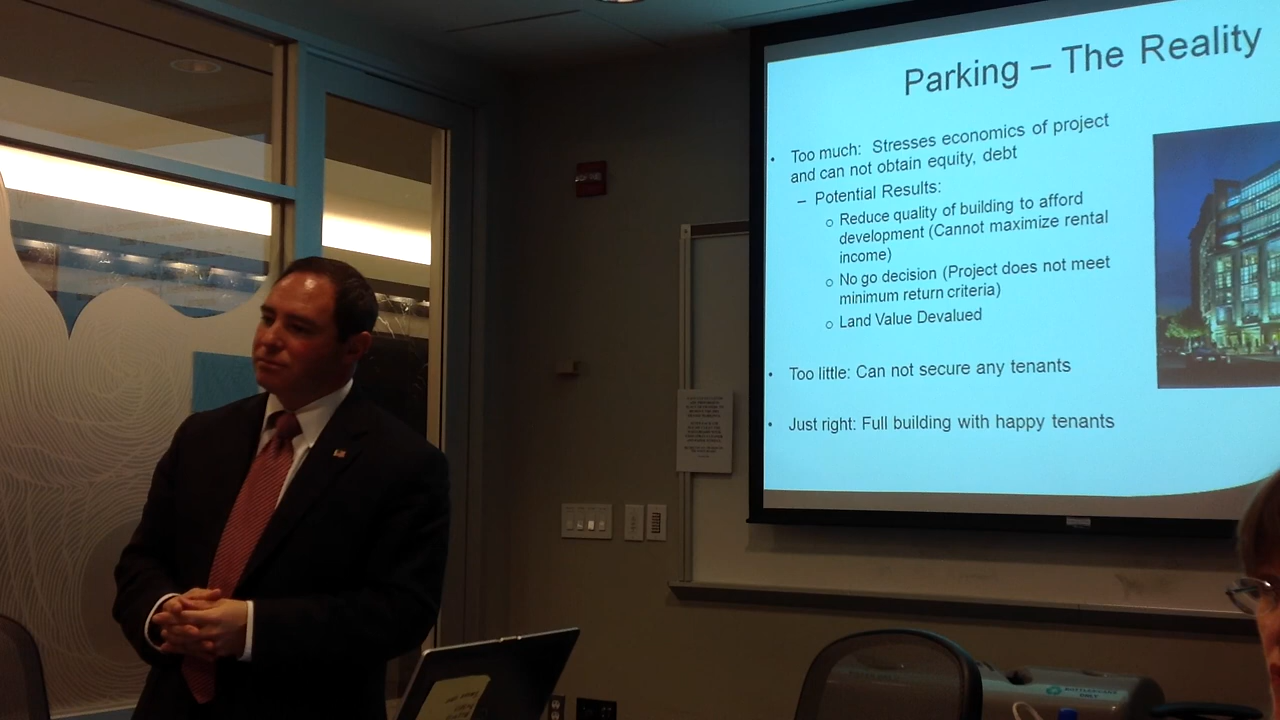 Parking – The Reality
• Too much: Stresses economics of project
and can not obtain equity, debt
– Potential Results:
○ Reduce quality of building to afford
development (Cannot maximize rental
income)
○ No go decision (Project does not meet
minimum return criteria)
○ Land Value Devalued
• Too little: Can not secure any tenants
• Just right: Full building with happy tenants